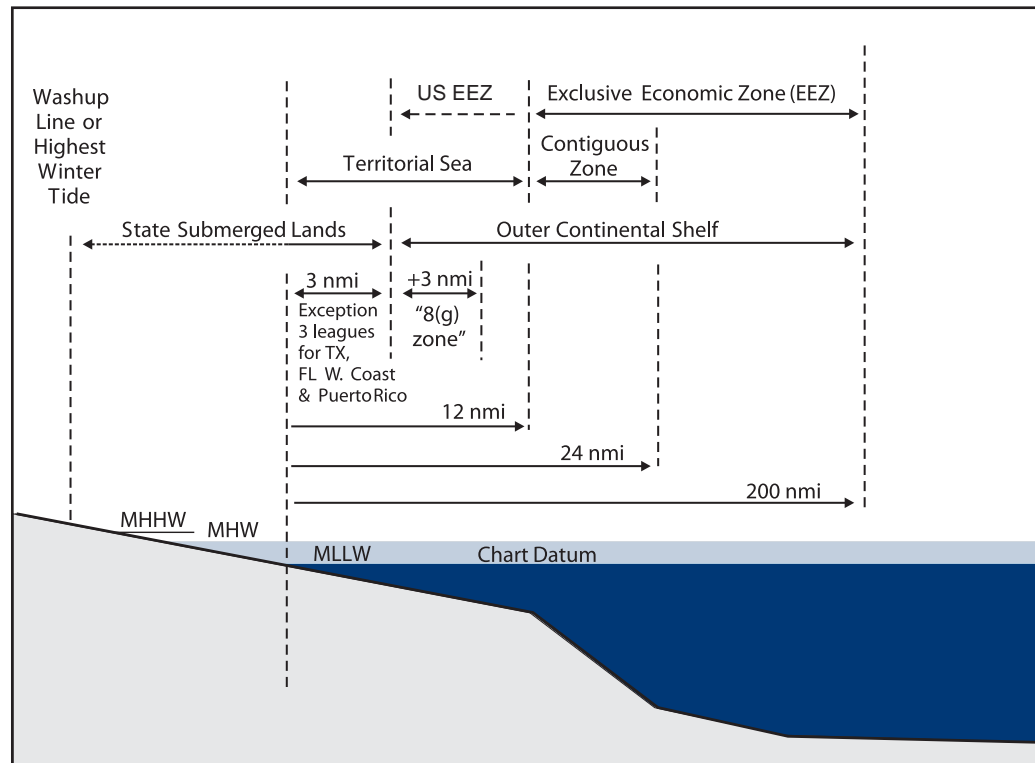 Washup
Line or
Highest
Winter
Tide
US EEZ
Exclusive Economic Zone (EEZ)
Contiguous
Zone
Territorial Sea
State Submerged Lands
Outer Continental Shelf
3 nmi
Exception
3 leagues
for TX,
FL W. Coast
& Puerto Rico
+3 nmi
“8(g)
zone”
12 nmi
24 nmi
200 nmi
MHHW
MHW
MLLW
Chart Datum